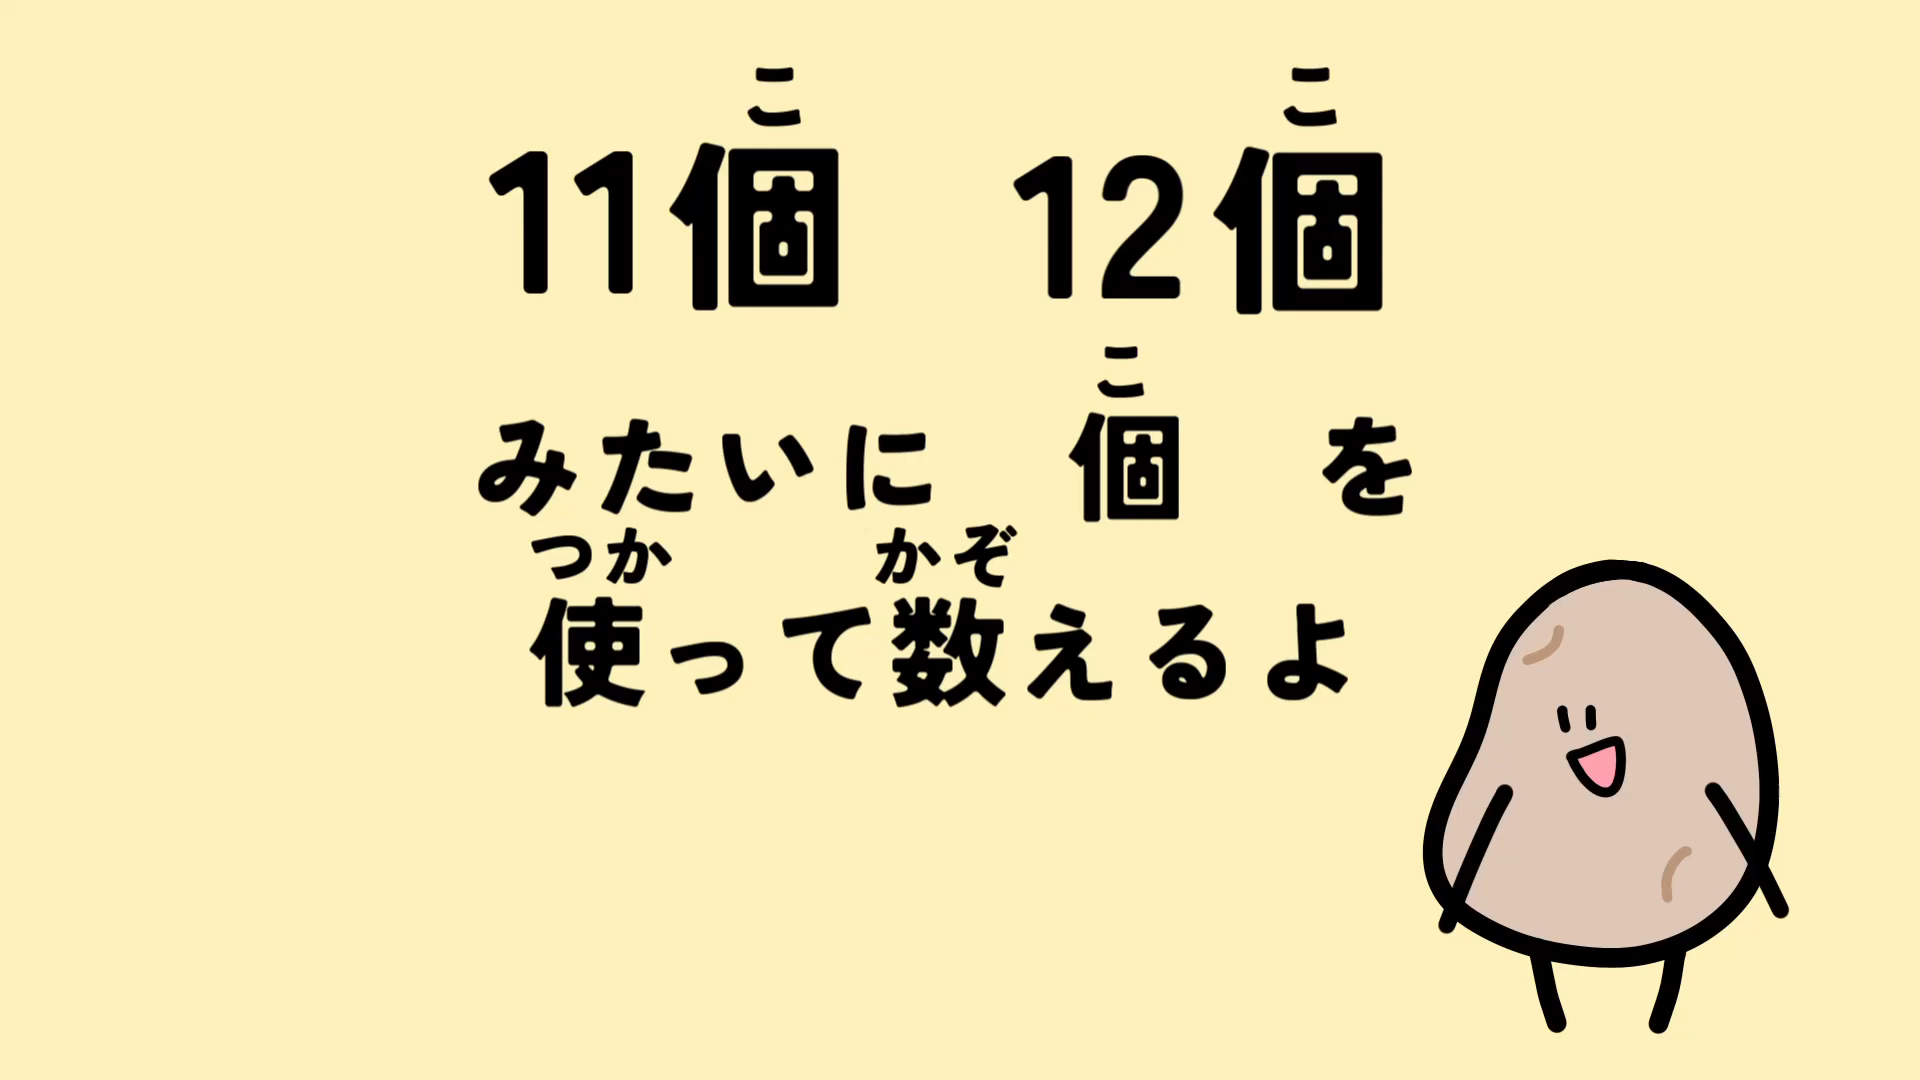 こ こ
11個 12個
こ
みたいに 個 を
つか かぞ
使って数えるよ